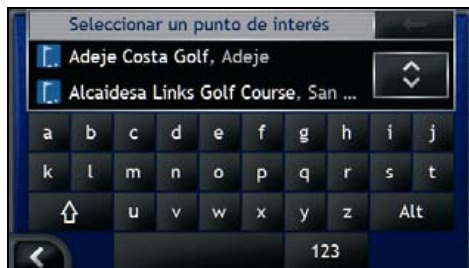 Seleccionar un punto de interés
Adeje Costa Golf, Adeje
Alcaidesa Links Golf Course, San ...
a b c d e f g h i j
k l m n o p q r s t
u v w x y z Alt
123